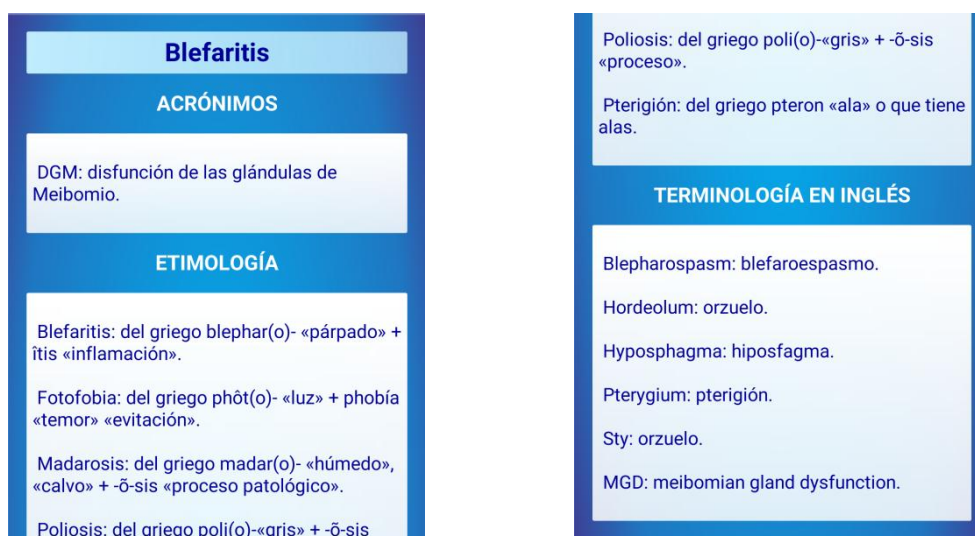 Blefaritis
ACRÓNIMOS
DGM: disfunción de las glándulas de
Meibomio.
ETIMOLOGÍA
Blefaritis: del griego blephar(o)- «párpado» +
îtis «inflamación».
Fotofobia: del griego phôt(o)- «luz» + phobía
«temor» «evitación».
Madarosis: del griego madar(o)- «húmedo»,
«calvo» + -õ-sis «proceso patológico».
Poliosis: del griego poli(o)-«gris» + -õ-sis
Poliosis: del griego poli(o)-«gris» + -õ-sis
«proceso».
Pterigión: del griego pteron «ala» o que tiene
alas.
TERMINOLOGÍA EN INGLÉS
Blepharospasm: blefaroespasmo.
Hordeolum: orzuelo.
Hyposphagma: hiposfagma.
Pterygium: pterigión.
Sty: orzuelo.
MGD: meibomian gland dysfunction.